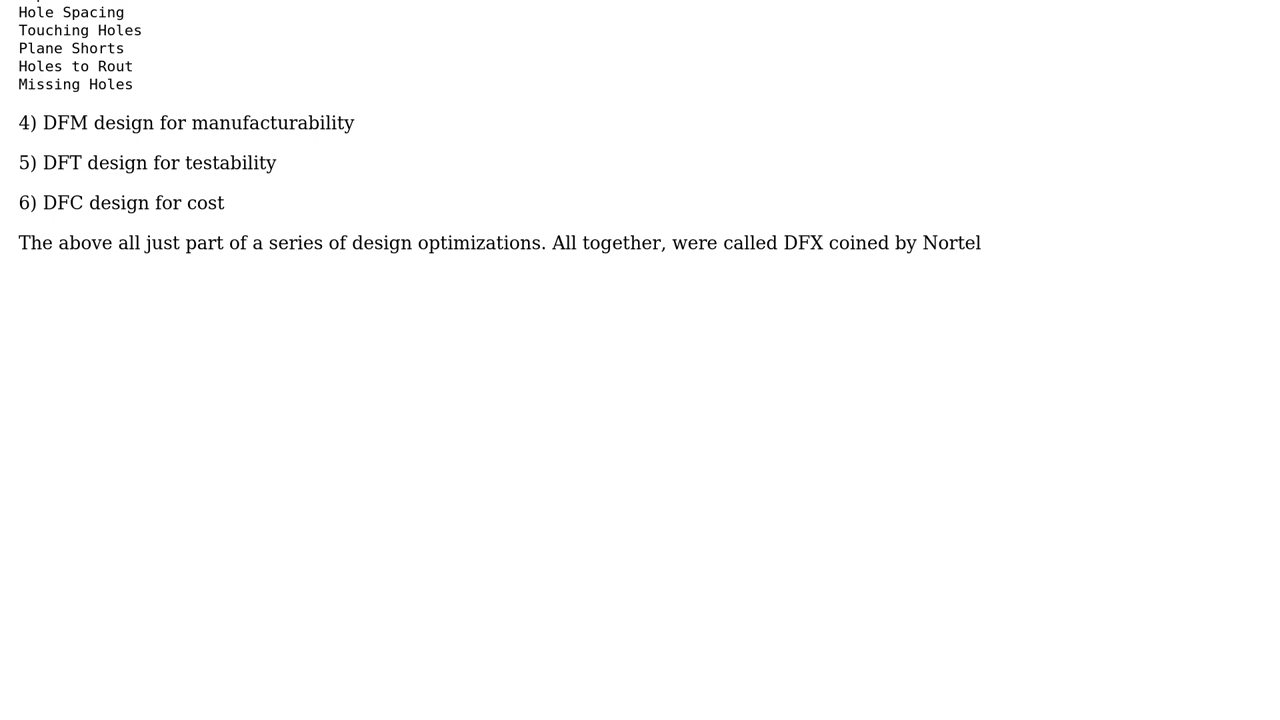 Hole Spacing
Touching Holes
Plane Shorts
Holes to Rout
Missing Holes
4) DFM design for manufacturability
5) DFT design for testability
6) DFC design for cost
The above all just part of a series of design optimizations. All together, were called DFX coined by Nortel